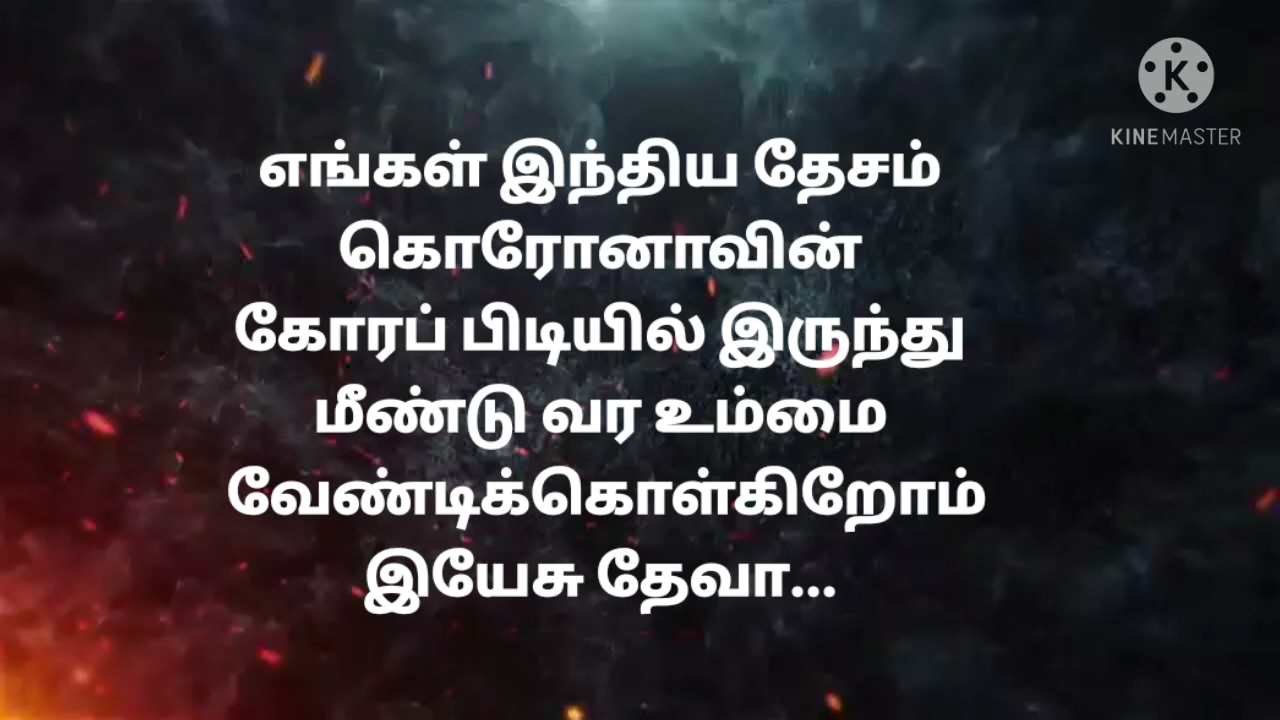 எங்கள் இந்திய தேசம்
கொரோனாவின்
கோரப் பிடியில் இருந்து
மீண்டு வர உம்மை
வேண்டிக்கொள்கிறோம்
இயேசு தேவா...
K
KINEMASTER